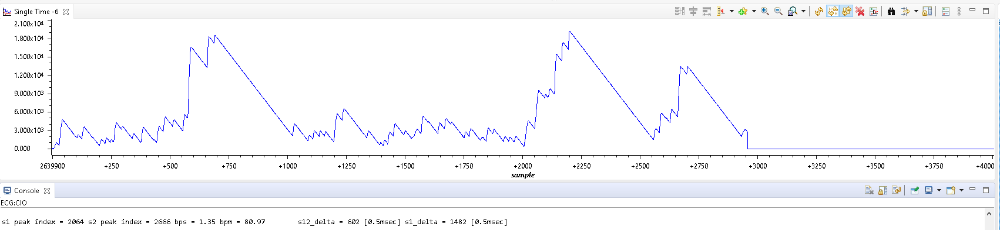 Single Time -6
2.100x10⁴
1.800x10⁴
1.500x10⁴
1.200x10⁴
9.000x10³
6.000x10³
3.000x10³
0.000
2639900 +250 +500 +750 +1000 +1250 +1500 +1750 +2000 +2250 +2500 +2750 +3000 +3250 +3500 +3750 +4000
sample
Console
ECG:CIO
s1 peak index = 2064 s2 peak index = 2666 bps = 1.35 bpm = 80.97 s12_delta = 602 [0.5msec] s1_delta = 1482 [0.5msec]